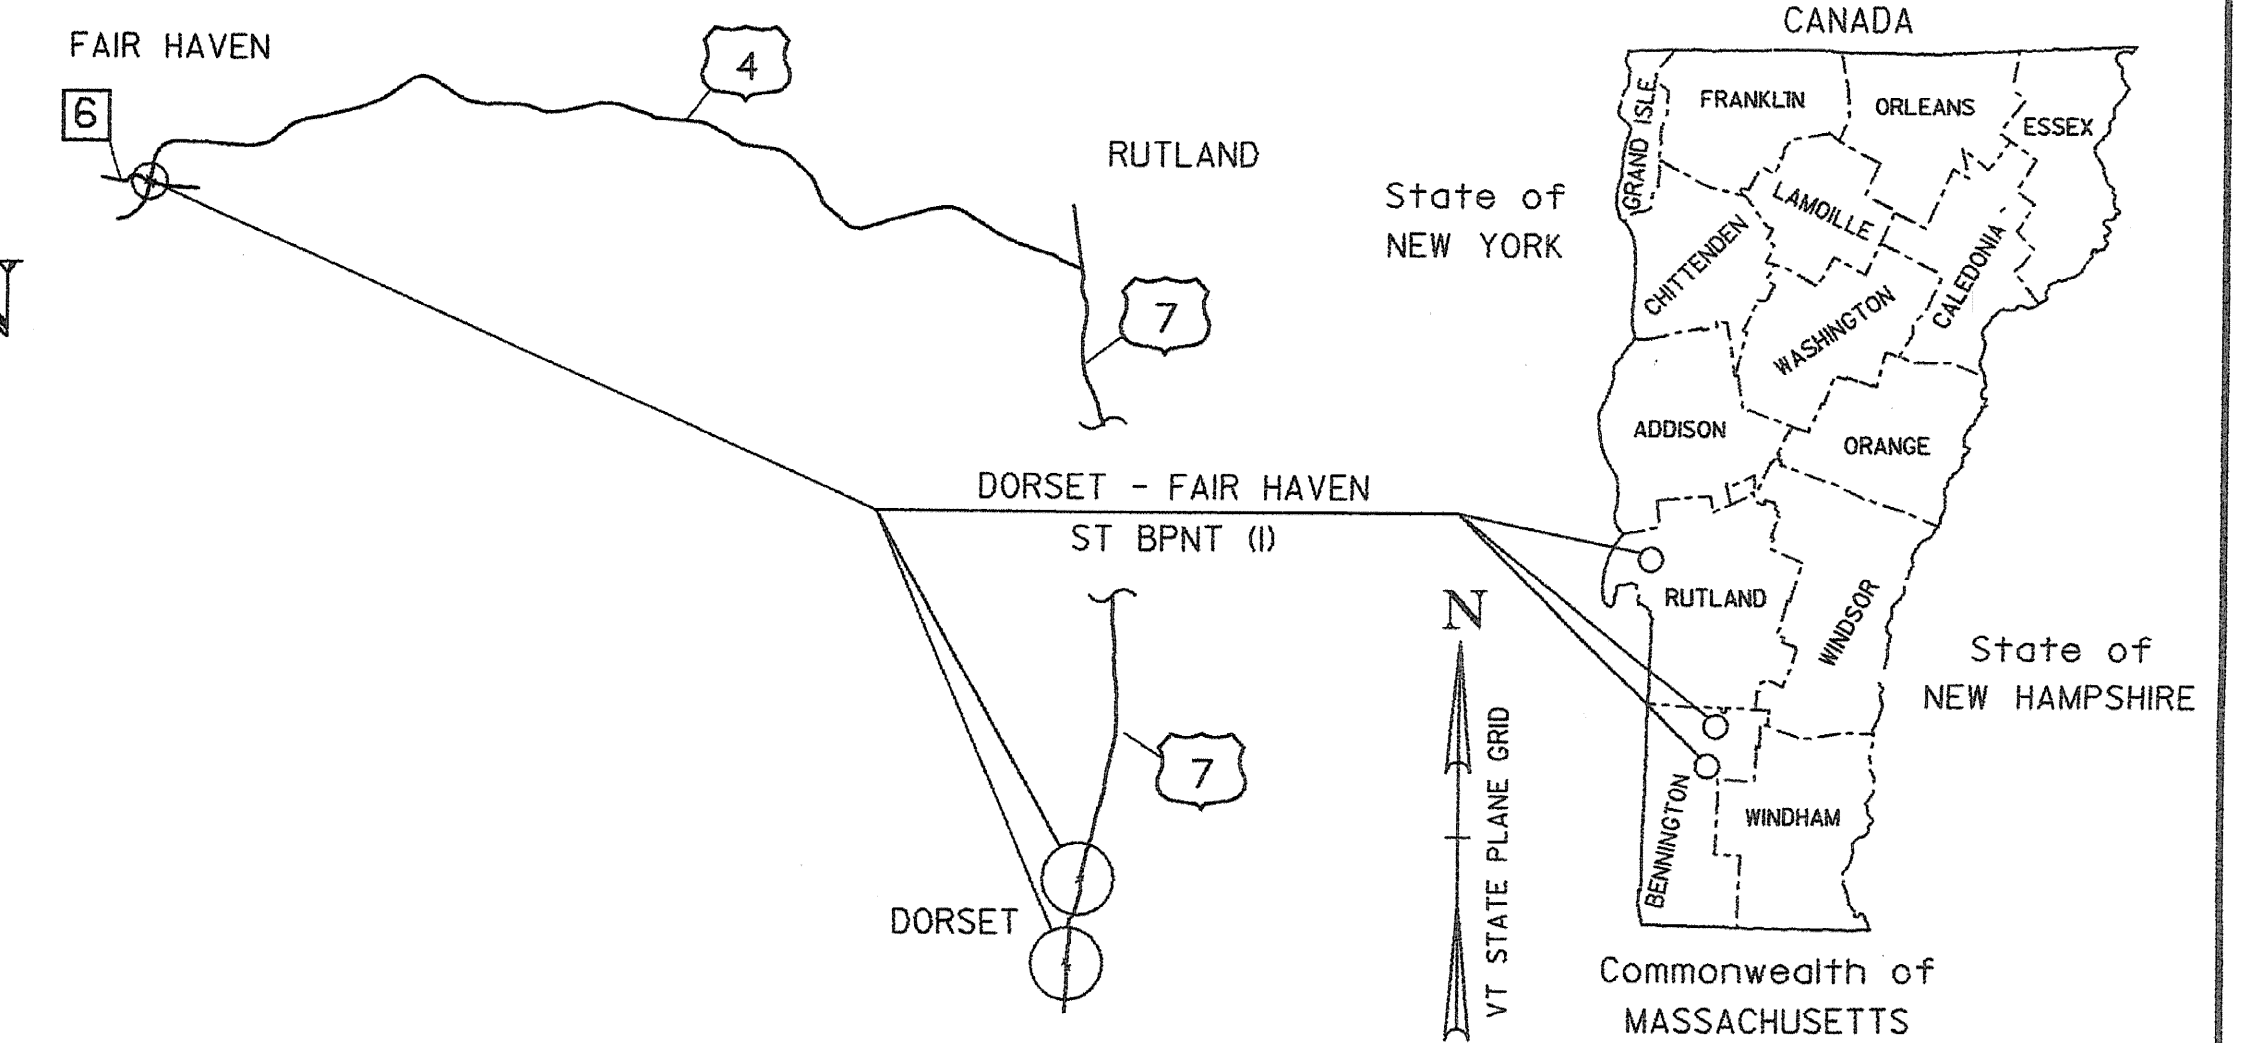 FAIR HAVEN
6
4
RUTLAND
7
DORSET - FAIR HAVEN
ST BPNT (1)
7
DORSET
N
VT STATE PLANE GRID
CANADA
State of
NEW YORK
GRAND ISLE
FRANKLIN
ORLEANS
ESSEX
LAMOILLE
CHITTENDEN
WASHINGTON
CALEDONIA
ADDISON
ORANGE
RUTLAND
WINDSOR
State of
NEW HAMPSHIRE
BENNINGTON
WINDHAM
Commonwealth of
MASSACHUSETTS